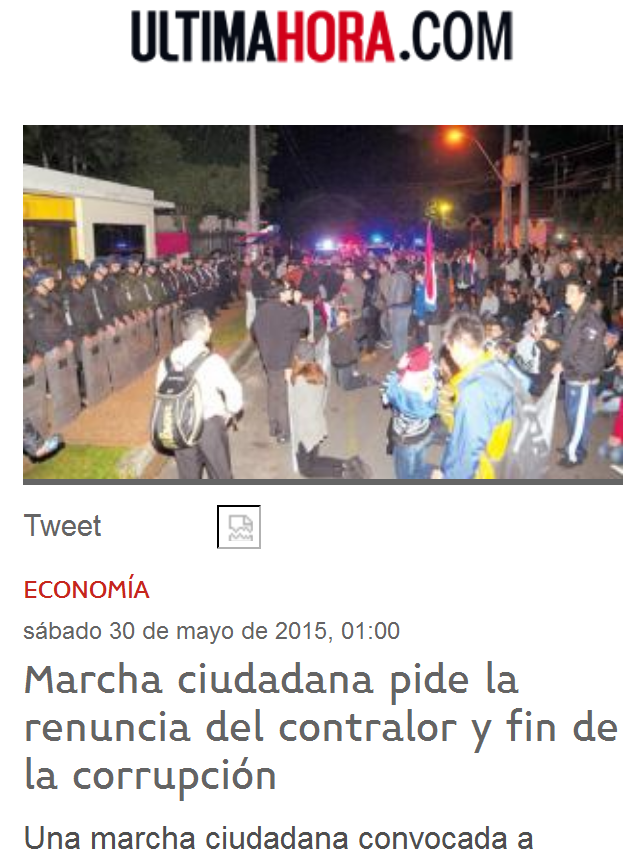 ULTIMAHORA.COM
Tweet
ECONOMÍA
sábado 30 de mayo de 2015, 01:00
Marcha ciudadana pide la
renuncia del contralor y fin de
la corrupción
Una marcha ciudadana convocada a